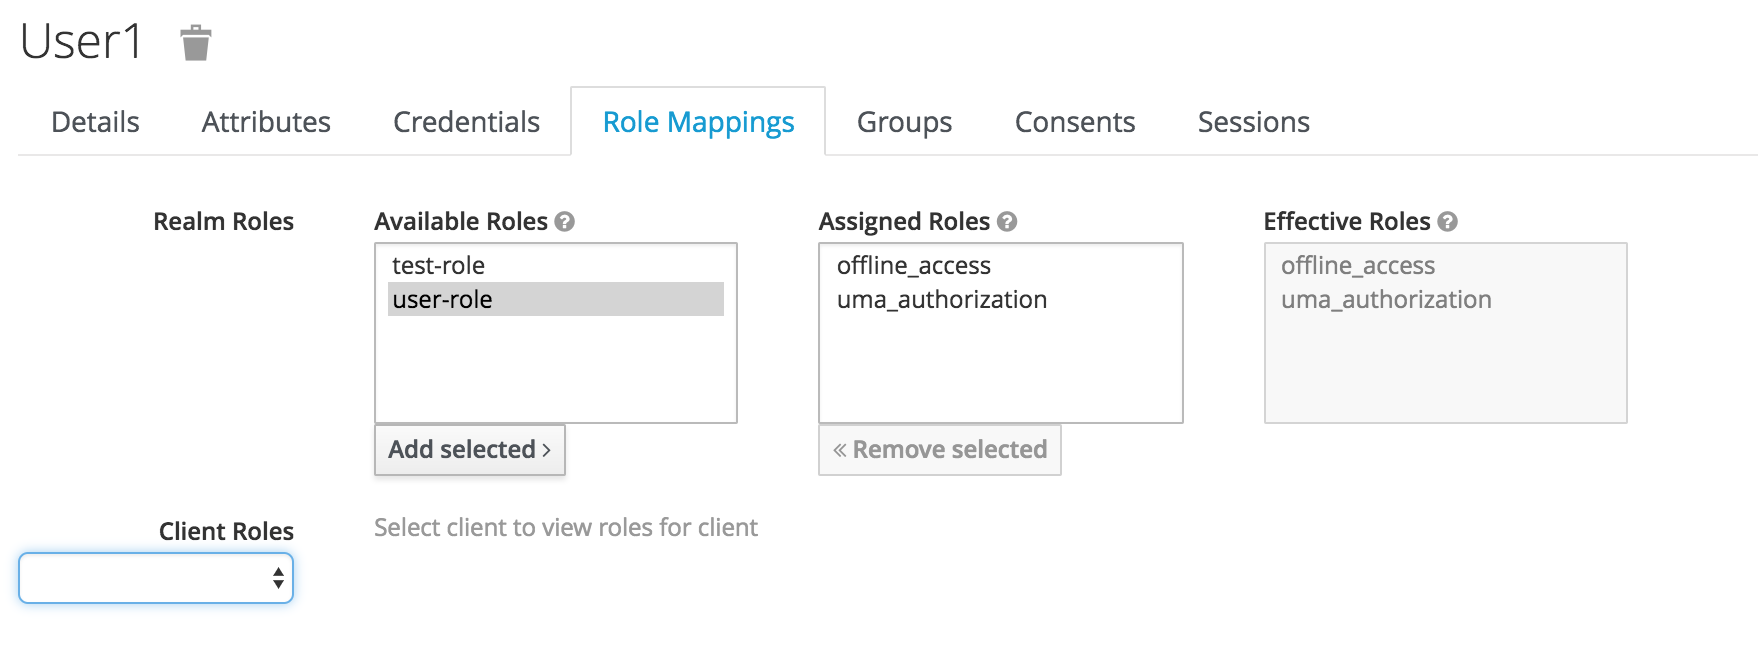 User1
Details Attributes Credentials Role Mappings Groups Consents Sessions
Realm Roles Available Roles ? Assigned Roles ? Effective Roles ?
test-role offline_access offline_access
user-role uma_authorization uma_authorization
Add selected > « Remove selected
Client Roles Select client to view roles for client